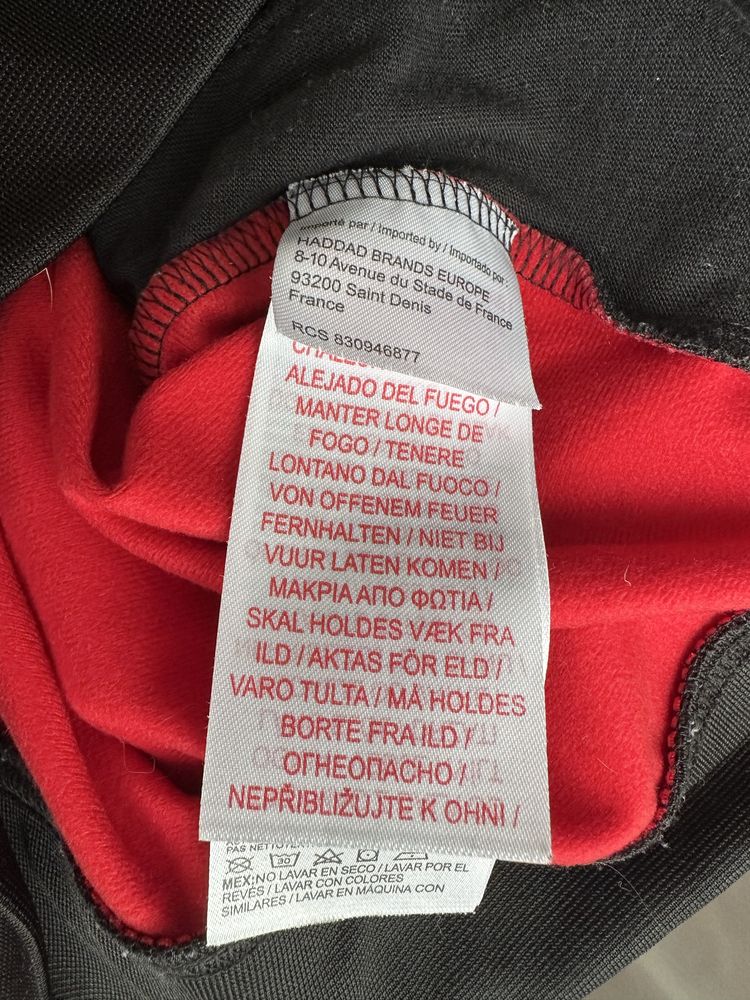 Importé par / Imported by / Importado por:
HADDAD BRANDS EUROPE
8-10 Avenue du Stade de France
93200 Saint Denis
France
RCS 830946877
ALEJADO DEL FUEGO /
MANTER LONGE DE
FOGO / TENERE
LONTANO DAL FUOCO /
VON OFFENEM FEUER
FERNHALTEN / NIET BIJ
VUUR LATEN KOMEN /
ΜΑΚΡΙΑ ΑΠΟ ΦΩΤΙΑ /
SKAL HOLDES VÆK FRA
ILD / AKTAS FÖR ELD /
VARO TULTA / MÅ HOLDES
BORTE FRA ILD /
ОГНЕОПАСНО /
NEPŘIBLIŽUJTE K OHNI /
PAS NETTOYER
30
MEX:NO LAVAR EN SECO / LAVAR POR EL
REVÉS / LAVAR CON COLORES
SIMILARES / LAVAR EN MÁQUINA CON